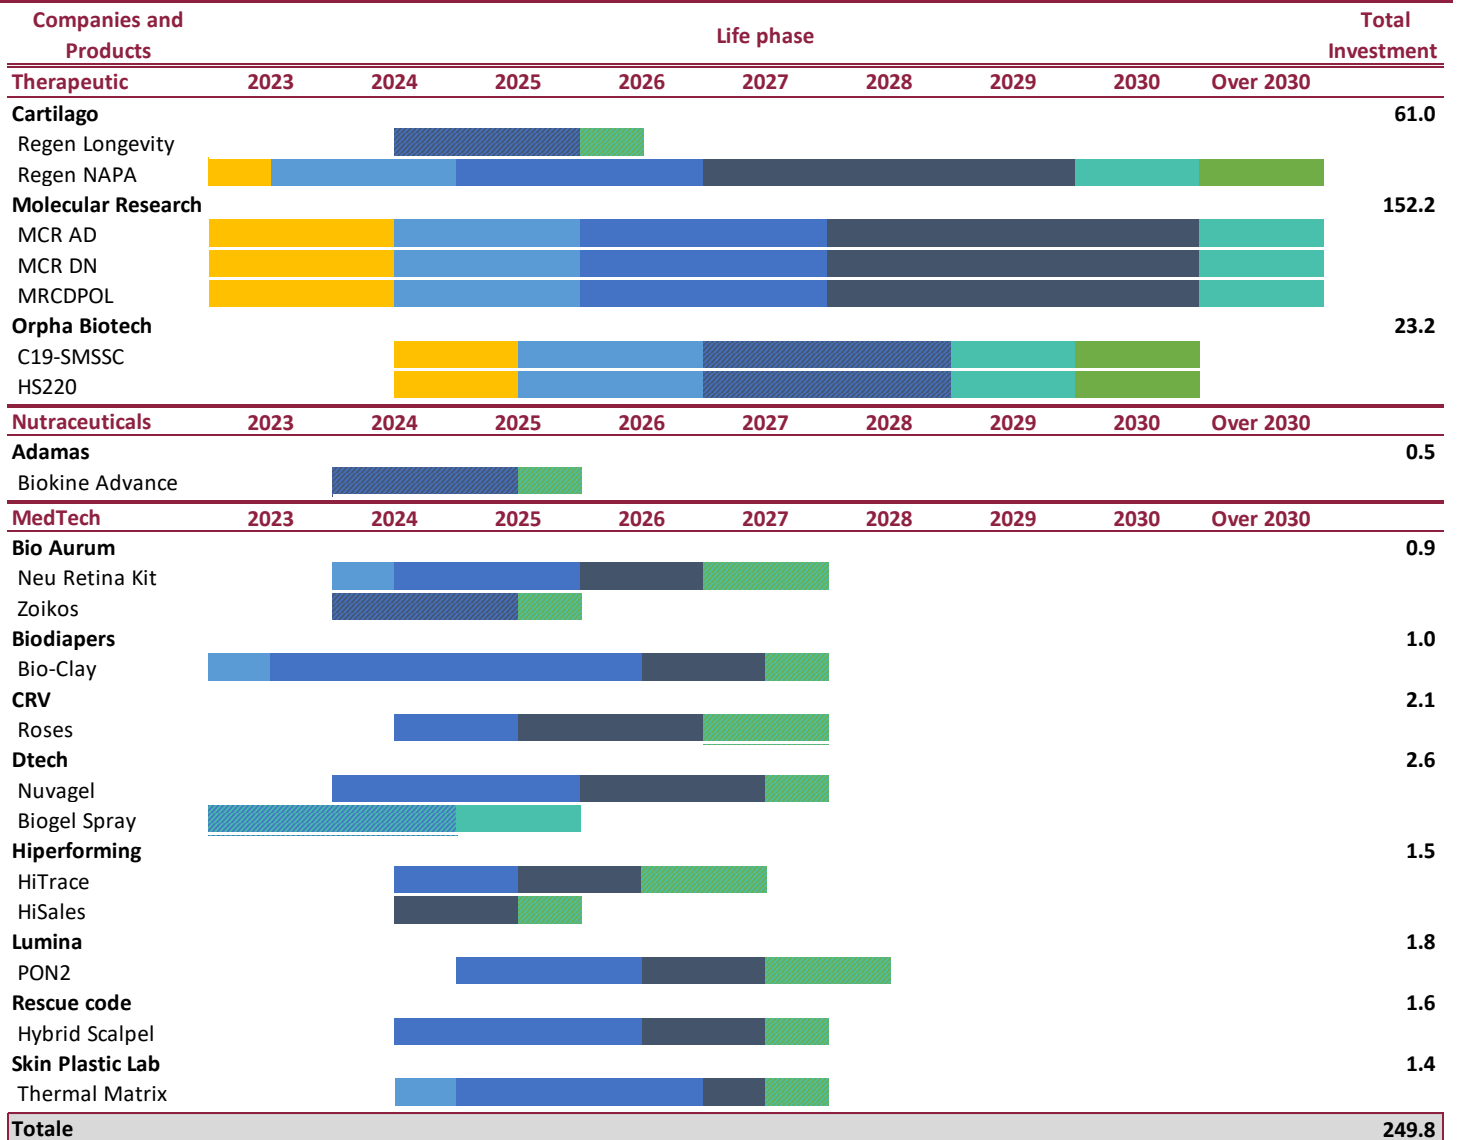 Companies and Products Life phase Total Investment
Therapeutic 2023 2024 2025 2026 2027 2028 2029 2030 Over 2030
Cartilago 61.0
Regen Longevity
Regen NAPA
Molecular Research 152.2
MCR AD
MCR DN
MRCDPOL
Orpha Biotech 23.2
C19-SMSSC
HS220
Nutraceuticals 2023 2024 2025 2026 2027 2028 2029 2030 Over 2030
Adamas 0.5
Biokine Advance
MedTech 2023 2024 2025 2026 2027 2028 2029 2030 Over 2030
Bio Aurum 0.9
Neu Retina Kit
Zoikos
Biodiapers 1.0
Bio-Clay
CRV 2.1
Roses
Dtech 2.6
Nuvagel
Biogel Spray
Hiperforming 1.5
HiTrace
HiSales
Lumina 1.8
PON2
Rescue code 1.6
Hybrid Scalpel
Skin Plastic Lab 1.4
Thermal Matrix
Totale 249.8